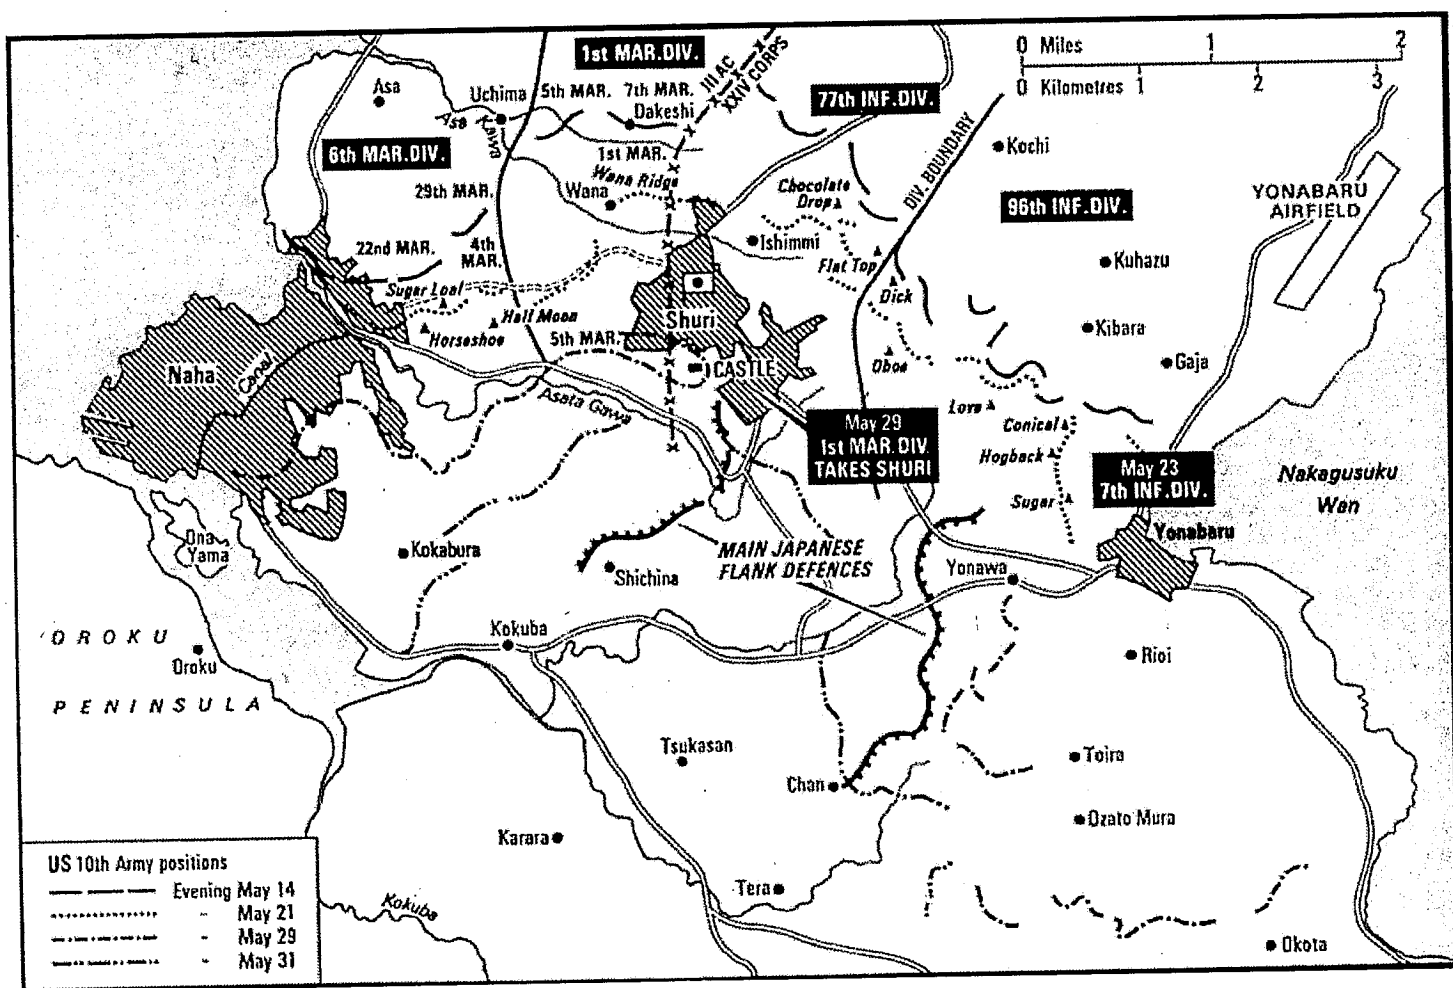 0 Miles 1 2
0 Kilometres 1 2 3
1st MAR.DIV.
III AC
XXIV CORPS
77th INF.DIV.
Asa
Uchima
5th MAR.
7th MAR.
Dakeshi
Asa
Kawa
6th MAR.DIV.
1st MAR.
Kochi
DIV. BOUNDARY
29th MAR.
Wana
Wana Ridge
Chocolate
Drop
96th INF.DIV.
YONABARU
AIRFIELD
22nd MAR.
4th
MAR.
Ishimmi
Flat Top
Kuhazu
Sugar Loaf
Half Moon
Horseshoe
Dick
Shuri
5th MAR.
Kibara
Gaja
Oboe
Naha
Canal
CASTLE
Asata Gawa
Love
May 29
1st MAR.DIV.
TAKES SHURI
Conical
Hogback
Sugar
May 23
7th INF.DIV.
Nakagusuku
Wan
Yonabaru
Ona
Yama
Kokabura
Shichina
MAIN JAPANESE
FLANK DEFENCES
Yonawa
Kokuba
OROKU
Oroku
PENINSULA
Rioi
Tsukasan
Toira
Chan
Ozato Mura
Karara
Tera
Kokuba
Okota
US 10th Army positions
Evening May 14
" May 21
" May 29
" May 31